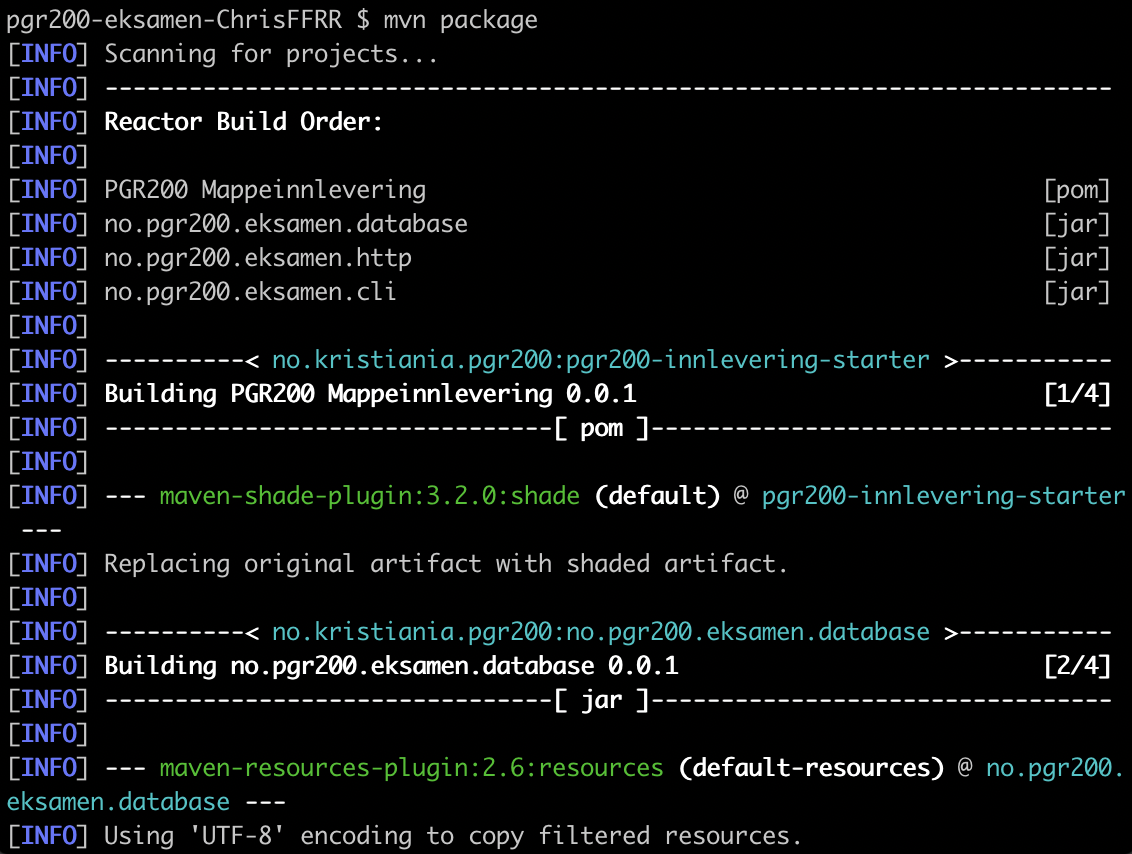 pgr200-eksamen-ChrisFFRR $ mvn package
[INFO] Scanning for projects...
[INFO] ------------------------------------------------------------------------
[INFO] Reactor Build Order:
[INFO]
[INFO] PGR200 Mappeinnlevering [pom]
[INFO] no.pgr200.eksamen.database [jar]
[INFO] no.pgr200.eksamen.http [jar]
[INFO] no.pgr200.eksamen.cli [jar]
[INFO]
[INFO] ----------< no.kristiania.pgr200:pgr200-innlevering-starter >-----------
[INFO] Building PGR200 Mappeinnlevering 0.0.1 [1/4]
[INFO] --------------------------------[ pom ]---------------------------------
[INFO]
[INFO] --- maven-shade-plugin:3.2.0:shade (default) @ pgr200-innlevering-starter
 ---
[INFO] Replacing original artifact with shaded artifact.
[INFO]
[INFO] ----------< no.kristiania.pgr200:no.pgr200.eksamen.database >-----------
[INFO] Building no.pgr200.eksamen.database 0.0.1 [2/4]
[INFO] --------------------------------[ jar ]---------------------------------
[INFO]
[INFO] --- maven-resources-plugin:2.6:resources (default-resources) @ no.pgr200.
eksamen.database ---
[INFO] Using 'UTF-8' encoding to copy filtered resources.